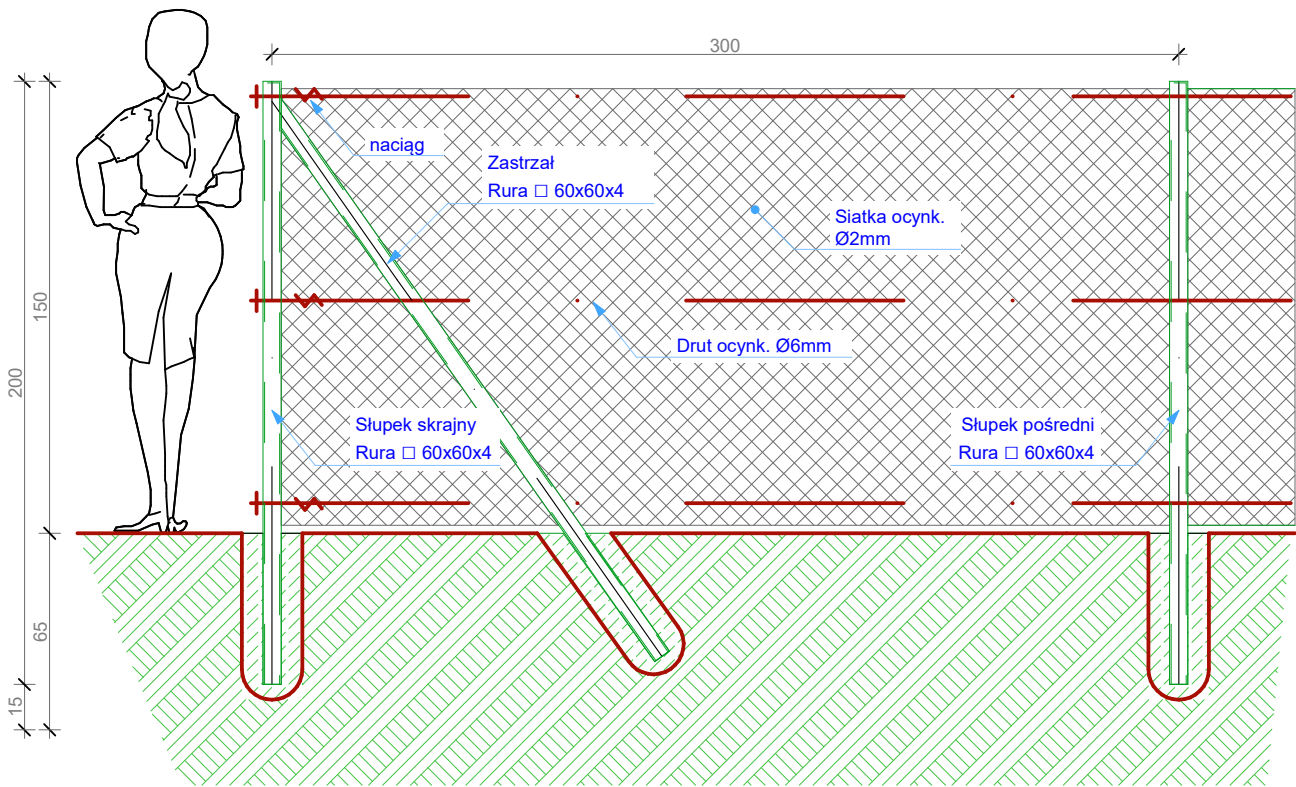 300
naciąg
Zastrzał
Rura □ 60x60x4
Siatka ocynk.
Ø2mm
150
Drut ocynk. Ø6mm
200
Słupek skrajny
Rura □ 60x60x4
Słupek pośredni
Rura □ 60x60x4
65
15